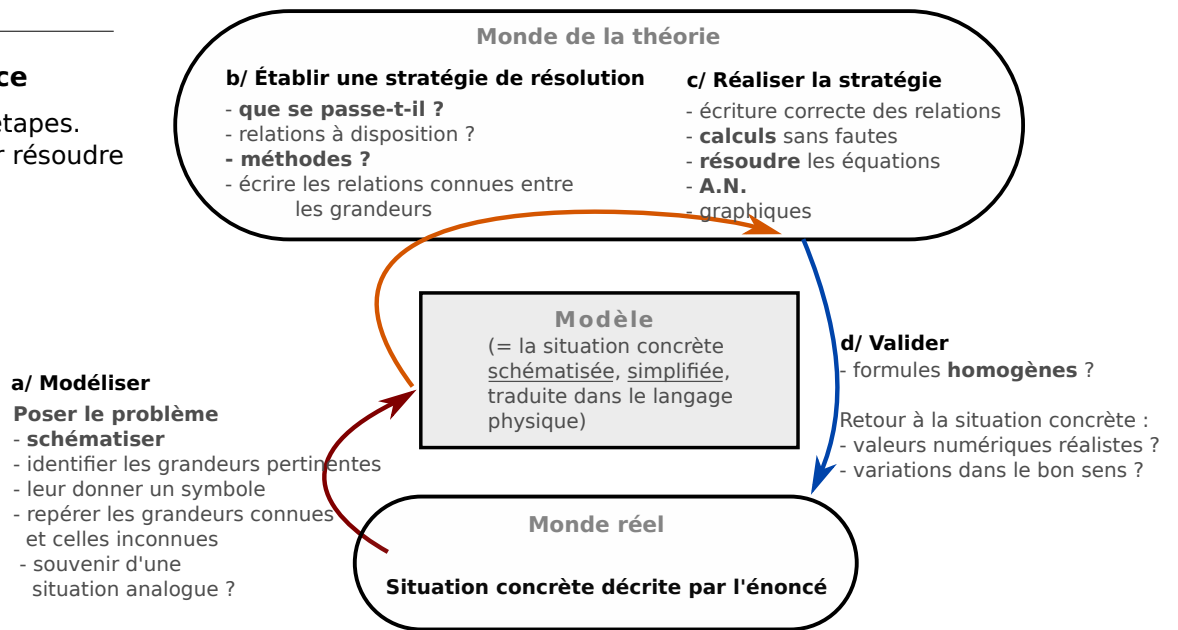 ce
étapes.
r résoudre
Monde de la théorie
b/ Établir une stratégie de résolution
- que se passe-t-il ?
- relations à disposition ?
- méthodes ?
- écrire les relations connues entre
les grandeurs
c/ Réaliser la stratégie
- écriture correcte des relations
- calculs sans fautes
- résoudre les équations
- A.N.
- graphiques
Modèle
(= la situation concrète
schématisée, simplifiée,
traduite dans le langage
physique)
a/ Modéliser
Poser le problème
- schématiser
- identifier les grandeurs pertinentes
- leur donner un symbole
- repérer les grandeurs connues
et celles inconnues
- souvenir d'une
situation analogue ?
d/ Valider
- formules homogènes ?
Retour à la situation concrète :
- valeurs numériques réalistes ?
- variations dans le bon sens ?
Monde réel
Situation concrète décrite par l'énoncé